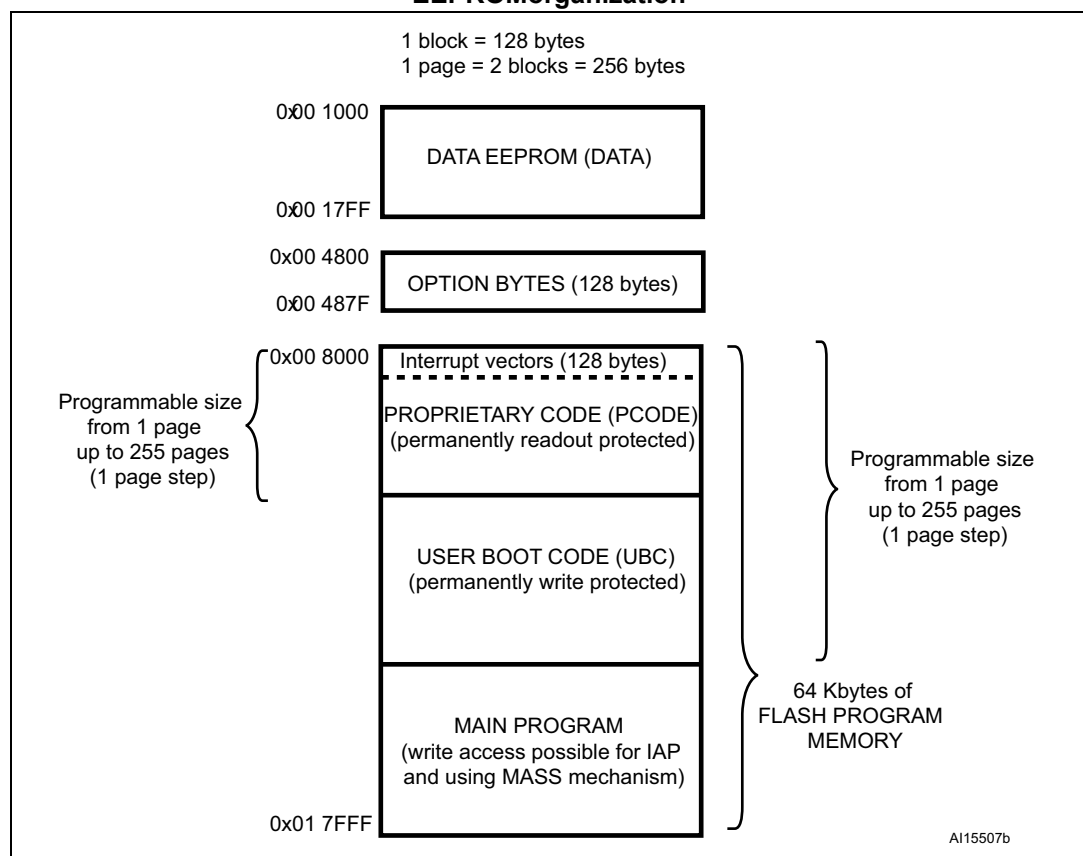 EEPROMorganization
1 block = 128 bytes
1 page = 2 blocks = 256 bytes
0x00 1000
DATA EEPROM (DATA)
0x00 17FF
0x00 4800
OPTION BYTES (128 bytes)
0x00 487F
0x00 8000
Interrupt vectors (128 bytes)
Programmable size
from 1 page
up to 255 pages
(1 page step)
PROPRIETARY CODE (PCODE)
(permanently readout protected)
Programmable size
from 1 page
up to 255 pages
(1 page step)
USER BOOT CODE (UBC)
(permanently write protected)
64 Kbytes of
FLASH PROGRAM
MEMORY
MAIN PROGRAM
(write access possible for IAP
and using MASS mechanism)
0x01 7FFF
AI15507b